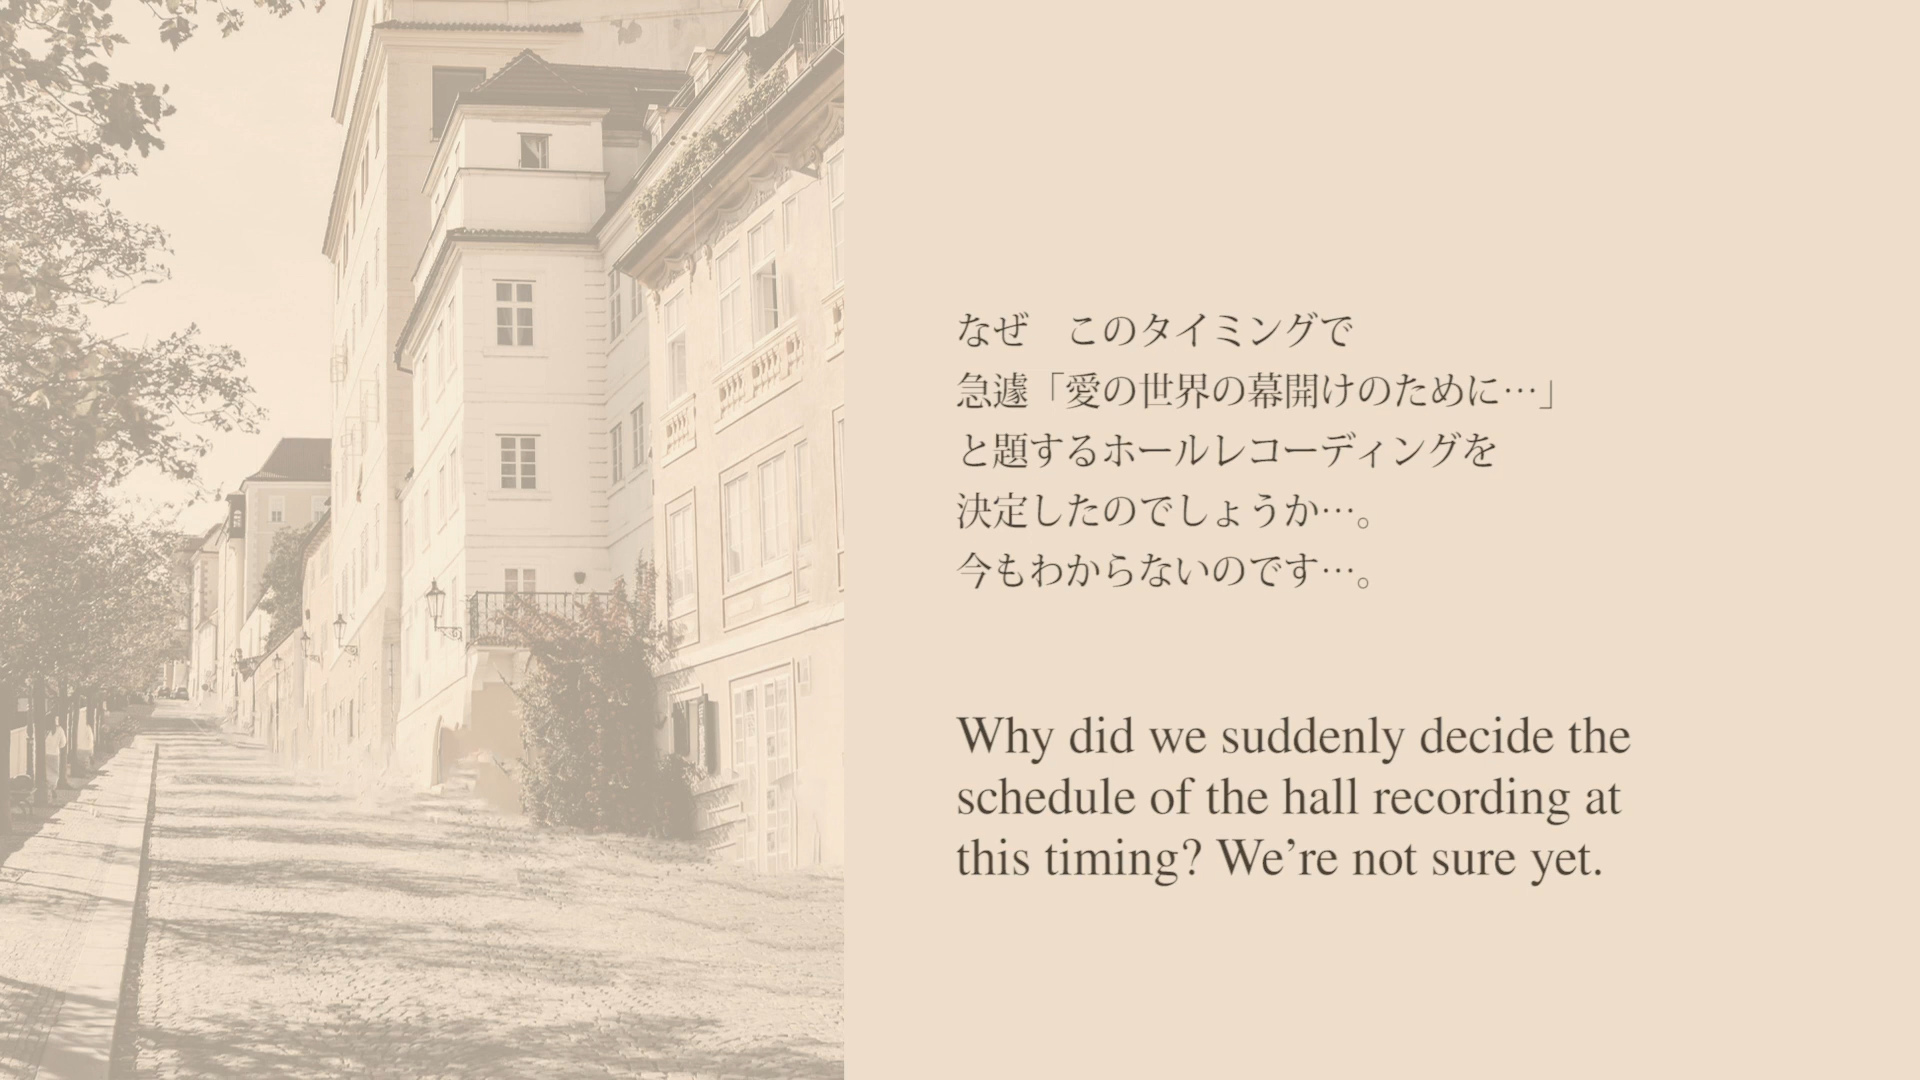 なぜ　このタイミングで
急遽「愛の世界の幕開けのために…」
と題するホールレコーディングを
決定したのでしょうか…。
今もわからないのです…。
Why did we suddenly decide the
schedule of the hall recording at
this timing? We’re not sure yet.